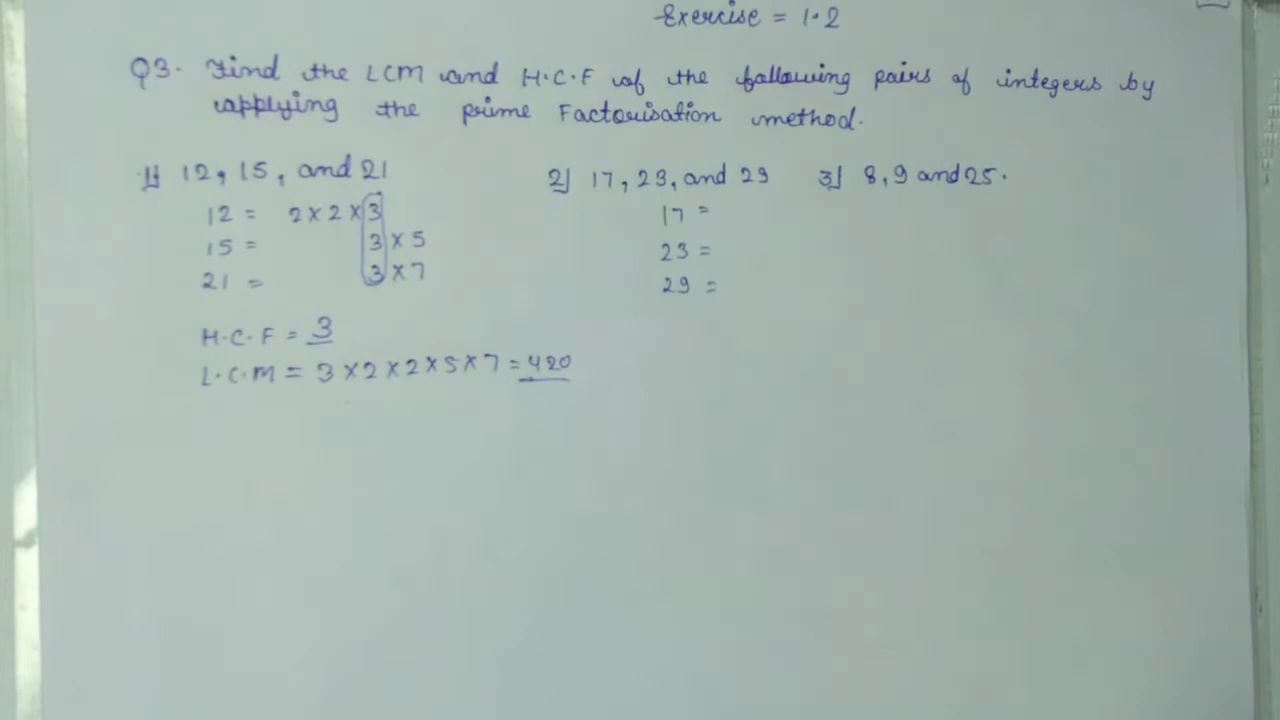 Exercise = 1.2
Q3. Find the LCM and H.C.F of the following pairs of integers by
applying the prime Factorisation method.
1] 12, 15, and 21
12 = 2 × 2 × 3
15 = 3 × 5
21 = 3 × 7
H.C.F = 3
L.C.M = 3 × 2 × 2 × 5 × 7 = 420
2] 17, 23, and 29
17 =
23 =
29 =
3] 8, 9 and 25.